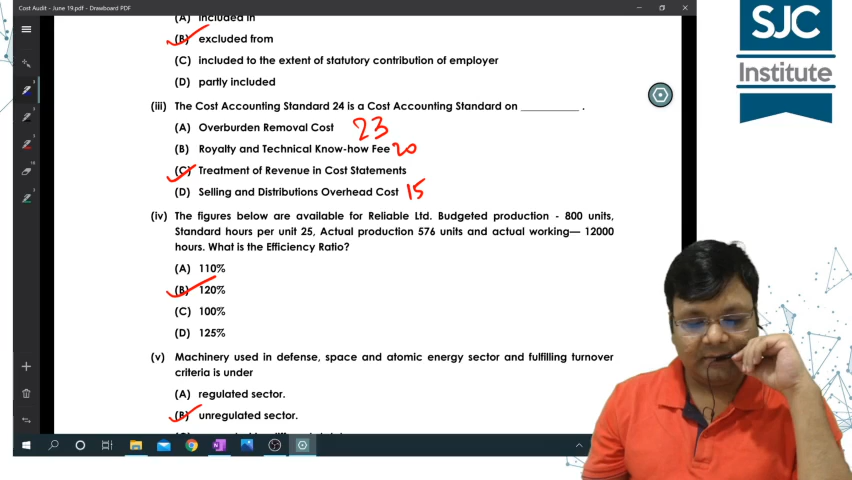 Cost Audit - June 19.pdf - Drawboard PDF
SJC
Institute
(A) included in
(B) excluded from
(C) included to the extent of statutory contribution of employer
(D) partly included
(iii) The Cost Accounting Standard 24 is a Cost Accounting Standard on __________ .
(A) Overburden Removal Cost 23
(B) Royalty and Technical Know-how Fee 20
(C) Treatment of Revenue in Cost Statements
(D) Selling and Distributions Overhead Cost 15
(iv) The figures below are available for Reliable Ltd. Budgeted production - 800 units,
Standard hours per unit 25, Actual production 576 units and actual working— 12000
hours. What is the Efficiency Ratio?
(A) 110%
(B) 120%
(C) 100%
(D) 125%
(v) Machinery used in defense, space and atomic energy sector and fulfilling turnover
criteria is under
(A) regulated sector.
(B) unregulated sector.